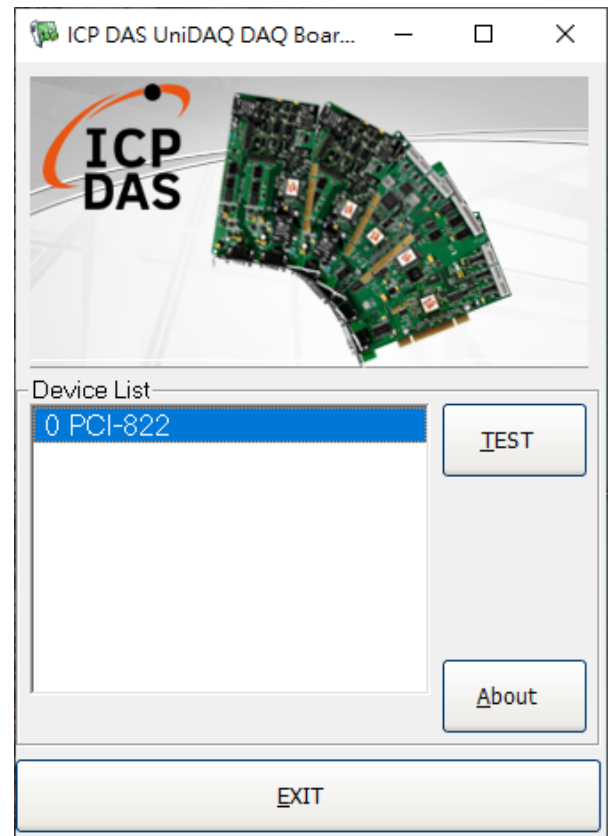 ICP DAS UniDAQ DAQ Boar...
ICP
DAS
Device List
0 PCI-822
TEST
About
EXIT